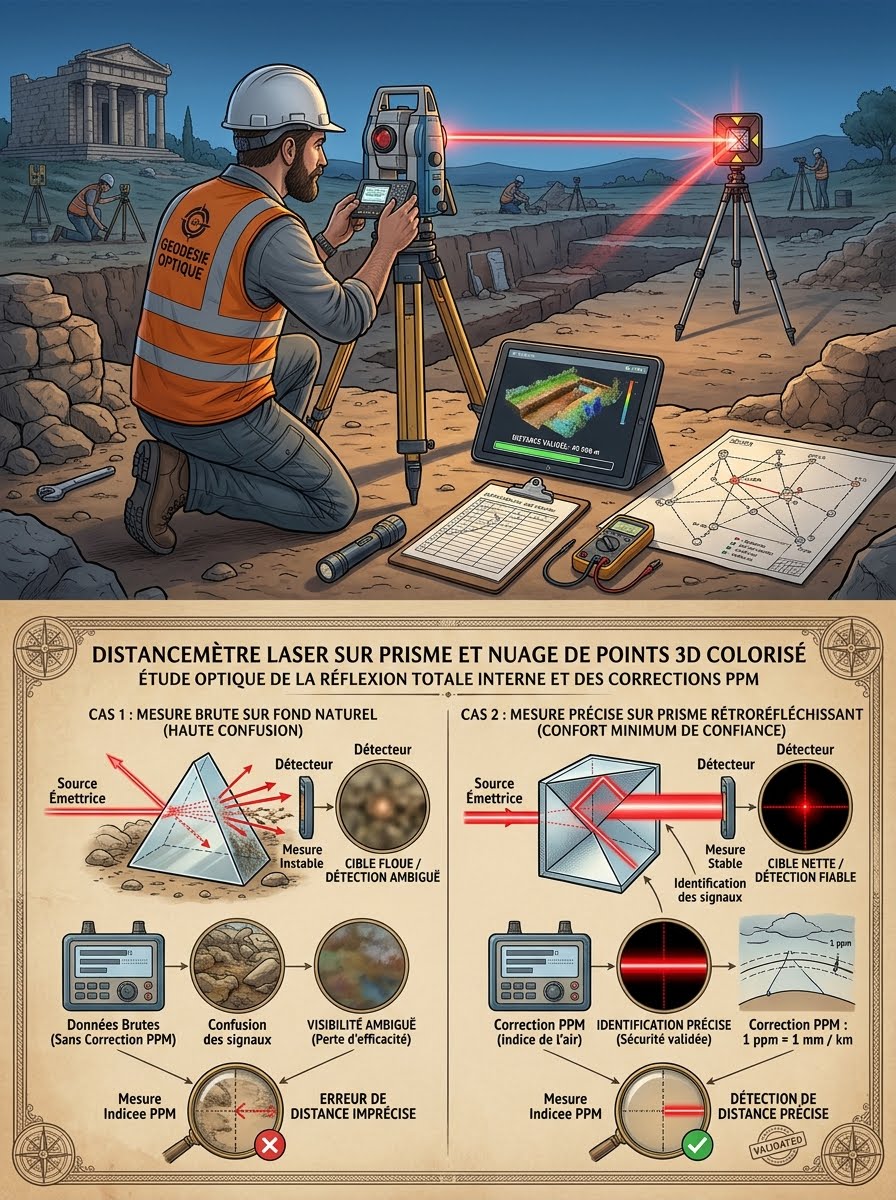 GEODESIE
OPTIQUE
DISTANCEMÈTRE LASER SUR PRISME ET NUAGE DE POINTS 3D COLORISÉ
ÉTUDE OPTIQUE DE LA RÉFLEXION TOTALE INTERNE ET DES CORRECTIONS PPM
CAS 1 : MESURE BRUTE SUR FOND NATUREL
(HAUTE CONFUSION)
Source
Émettrice
Détecteur
Détecteur
Mesure
Instable
CIBLE FLOUE /
DÉTECTION AMBIGUË
Données Brutes
(Sans Correction PPM)
Confusion
des signaux
VISIBILITÉ AMBIGUË
(Perte d'efficacité)
Mesure
Indicee PPM
ERREUR DE
DISTANCE IMPRÉCISE
CAS 2 : MESURE PRÉCISE SUR PRISME RÉTRORÉFLÉCHISSANT
(CONFORT MINIMUM DE CONFIANCE)
Source
Émettrice
Détecteur
Détecteur
Mesure
Stable
Identification
des signaux
CIBLE NETTE /
DÉTECTION FIABLE
1 ppm
Correction PPM
(indice de l'air)
IDENTIFICATION PRÉCISE
(Sécurité validée)
Correction PPM :
1 ppm = 1 mm / km
Mesure
Indicee PPM
DÉTECTION DE
DISTANCE PRÉCISE
VALIDATED